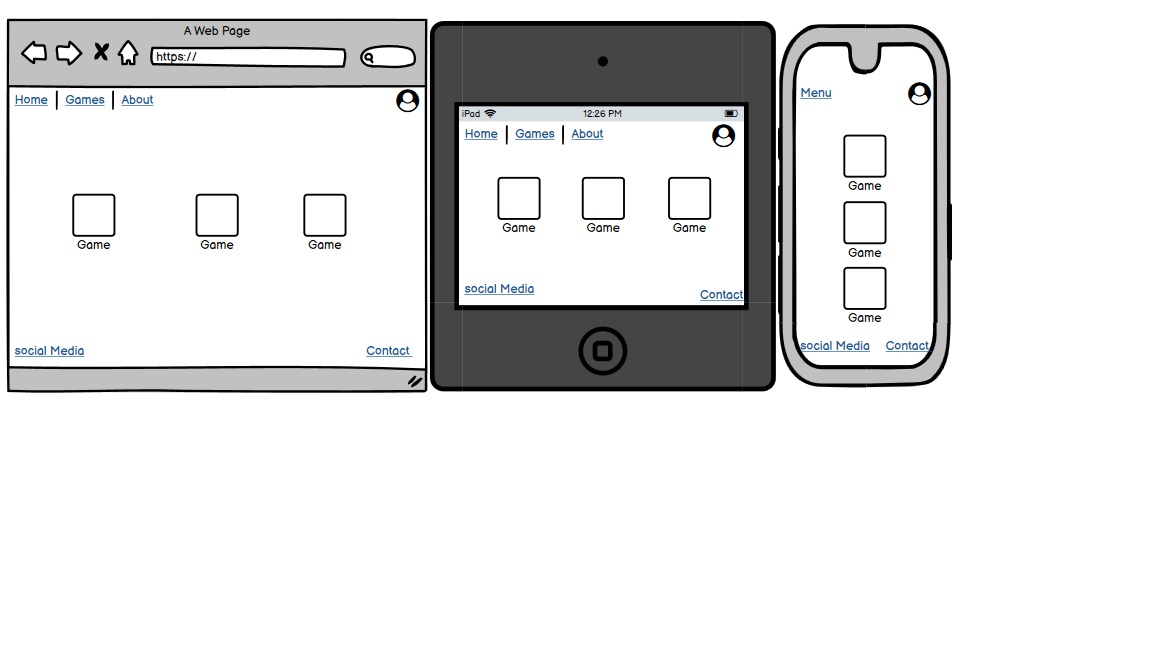 A Web Page
https://
Home Games About
Game Game Game
social Media Contact
iPad 12:26 PM
Home Games About
Game Game Game
social Media Contact
Menu
Game
Game
Game
social Media Contact